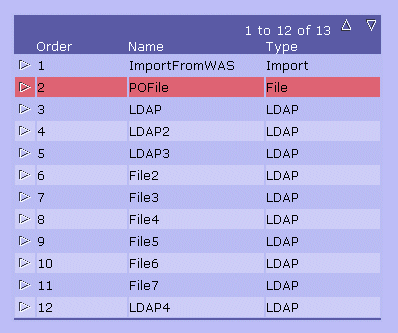 1 to 12 of 13
Order Name Type
1 ImportFromWAS Import
2 POFile File
3 LDAP LDAP
4 LDAP2 LDAP
5 LDAP3 LDAP
6 File2 LDAP
7 File3 LDAP
8 File4 LDAP
9 File5 LDAP
10 File6 LDAP
11 File7 LDAP
12 LDAP4 LDAP